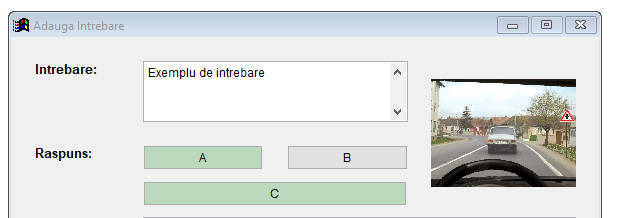 Adauga Intrebare
Intrebare:
Exemplu de intrebare
Raspuns:
A
B
C